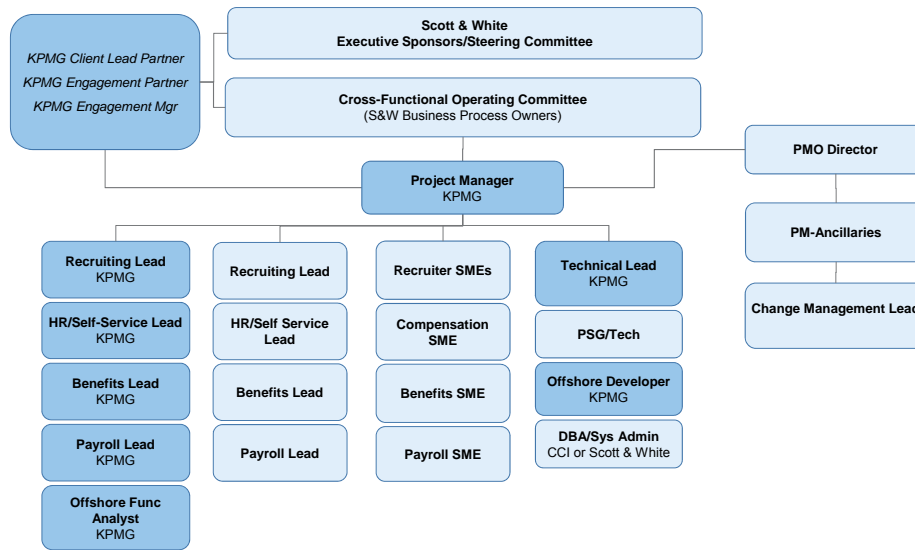 Scott & White
Executive Sponsors/Steering Committee
KPMG Client Lead Partner
KPMG Engagement Partner
KPMG Engagement Mgr
Cross-Functional Operating Committee
(S&W Business Process Owners)
PMO Director
Project Manager
KPMG
PM-Ancillaries
Change Management Lead
Recruiting Lead
KPMG
HR/Self-Service Lead
KPMG
Benefits Lead
KPMG
Payroll Lead
KPMG
Offshore Func
Analyst
KPMG
Recruiting Lead
HR/Self Service
Lead
Benefits Lead
Payroll Lead
Recruiter SMEs
Compensation
SME
Benefits SME
Payroll SME
Technical Lead
KPMG
PSG/Tech
Offshore Developer
KPMG
DBA/Sys Admin
CCI or Scott & White